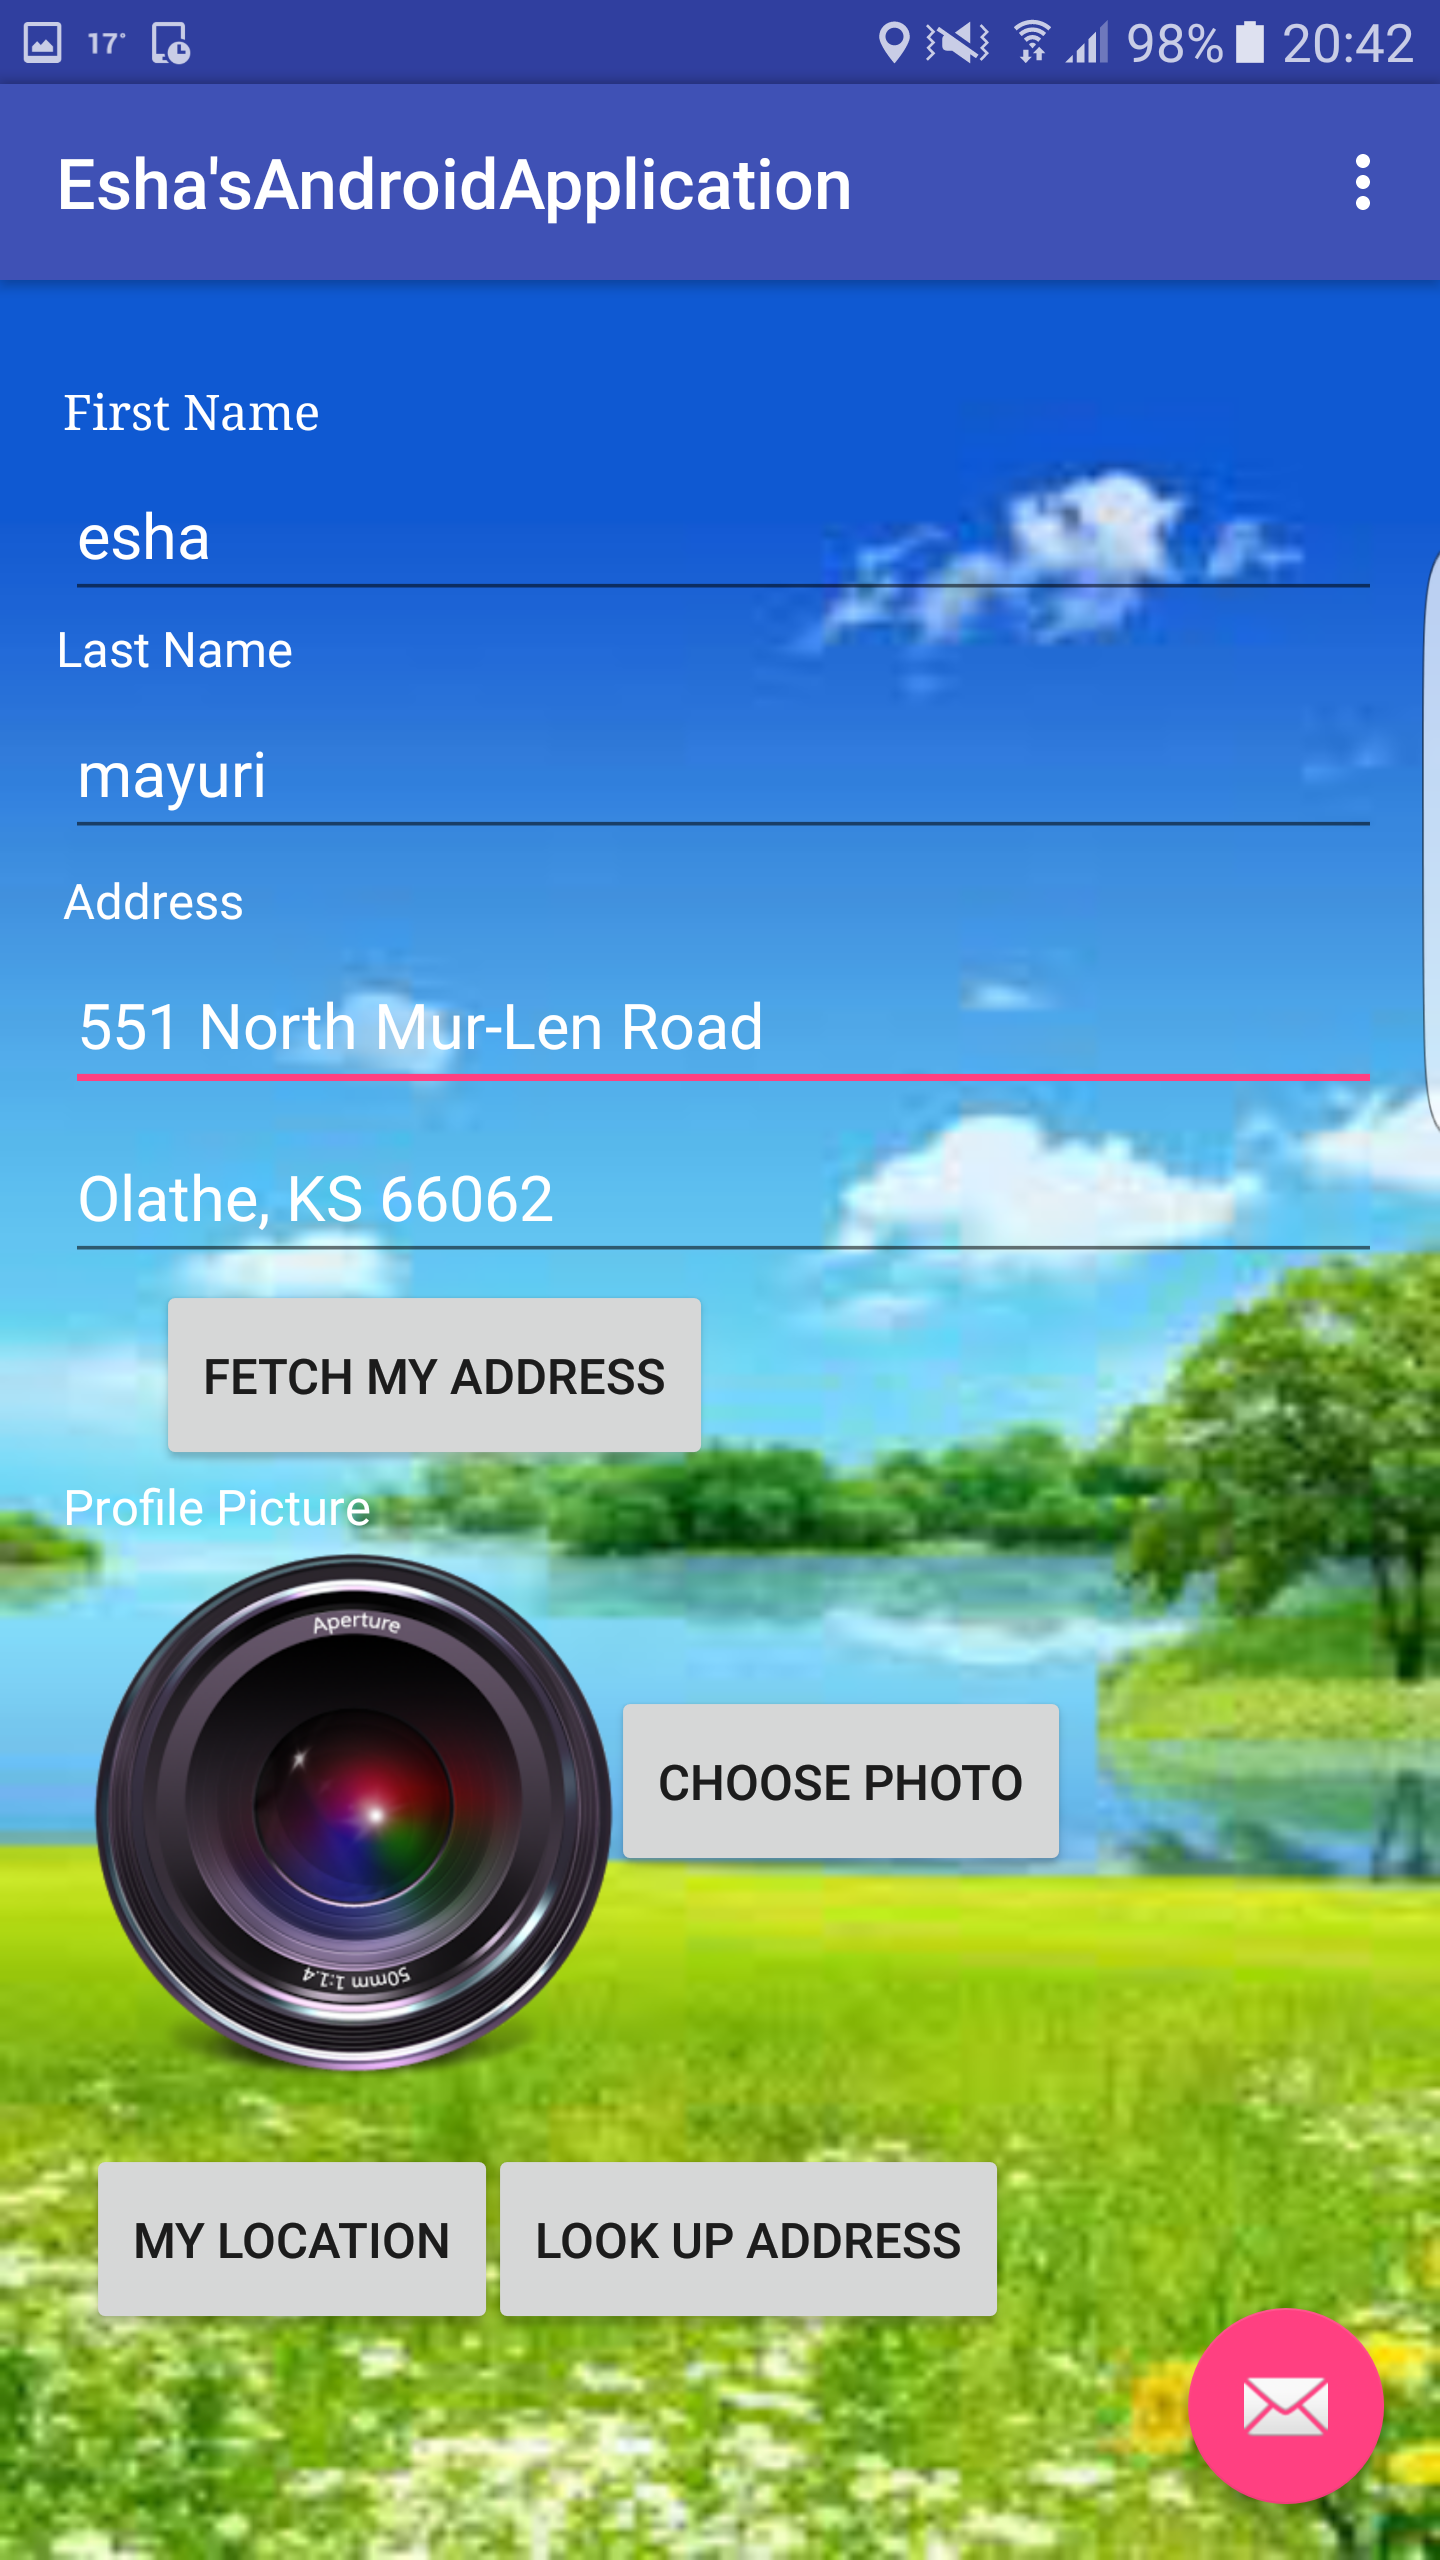 17°
98% 20:42
Esha'sAndroidApplication
First Name
esha
Last Name
mayuri
Address
551 North Mur-Len Road
Olathe, KS 66062
FETCH MY ADDRESS
Profile Picture
Aperture
50mm 1:1.4
CHOOSE PHOTO
MY LOCATION
LOOK UP ADDRESS